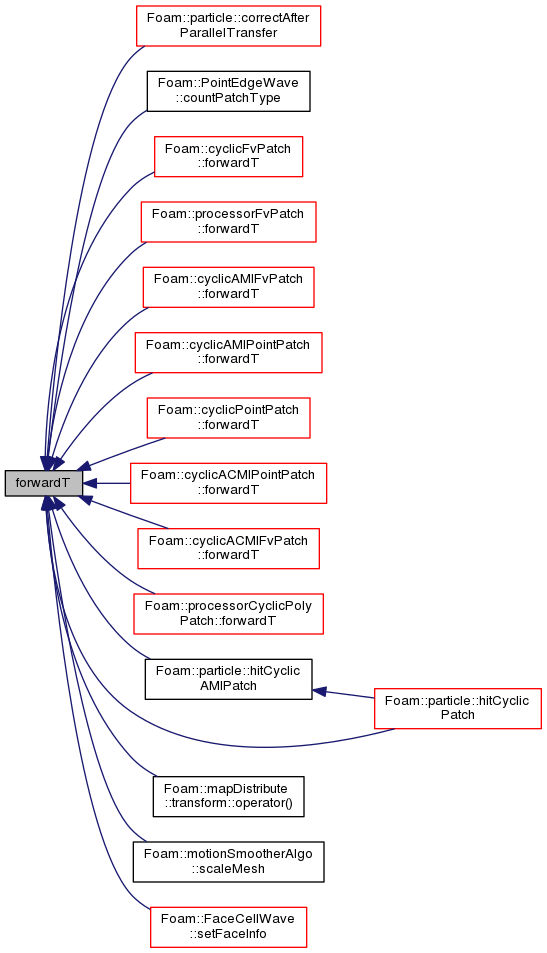 Foam::particle::correctAfter
ParallelTransfer
Foam::PointEdgeWave
::countPatchType
Foam::cyclicFvPatch
::forwardT
Foam::processorFvPatch
::forwardT
Foam::cyclicAMIFvPatch
::forwardT
Foam::cyclicAMIPointPatch
::forwardT
Foam::cyclicPointPatch
::forwardT
forwardT
Foam::cyclicACMIPointPatch
::forwardT
Foam::cyclicACMIFvPatch
::forwardT
Foam::processorCyclicPoly
Patch::forwardT
Foam::particle::hitCyclic
AMIPatch
Foam::particle::hitCyclic
Patch
Foam::mapDistribute
::transform::operator()
Foam::motionSmootherAlgo
::scaleMesh
Foam::FaceCellWave
::setFaceInfo